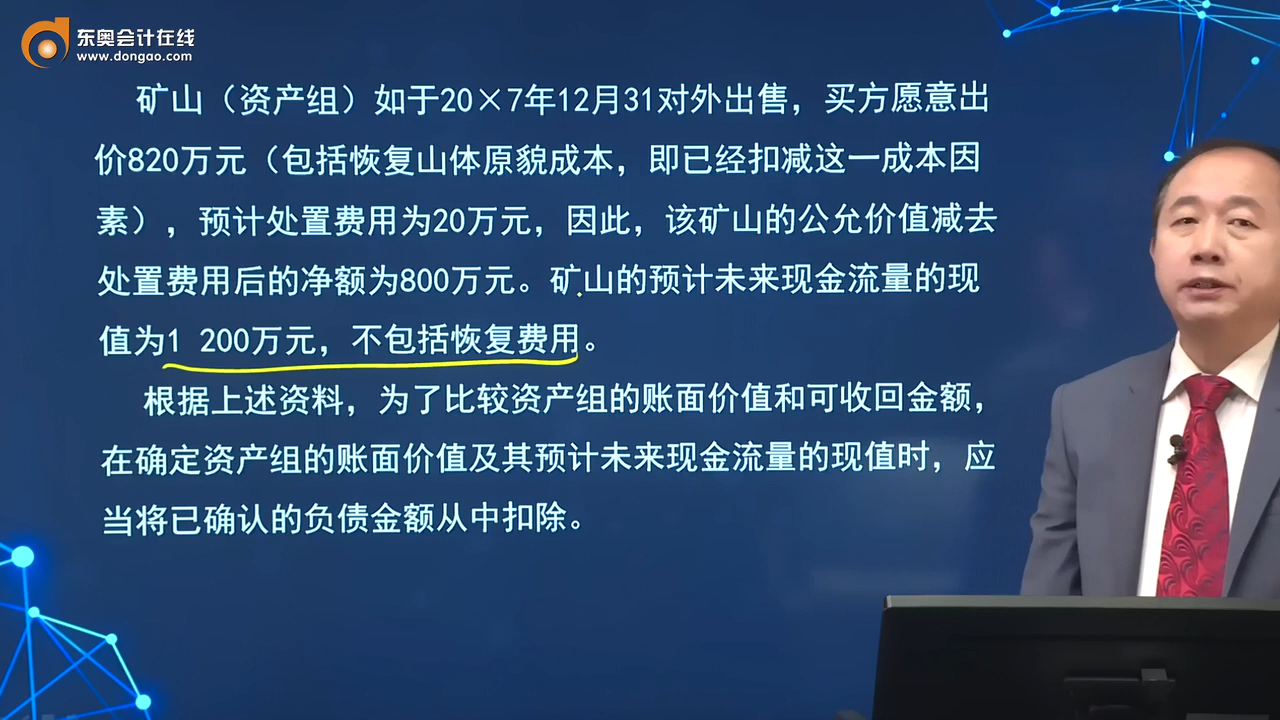 东奥会计在线
www.dongao.com
矿山（资产组）如于20×7年12月31对外出售，买方愿意出
价820万元（包括恢复山体原貌成本，即已经扣减这一成本因
素），预计处置费用为20万元，因此，该矿山的公允价值减去
处置费用后的净额为800万元。矿山的预计未来现金流量的现
值为1 200万元，不包括恢复费用。
根据上述资料，为了比较资产组的账面价值和可收回金额，
在确定资产组的账面价值及其预计未来现金流量的现值时，应
当将已确认的负债金额从中扣除。